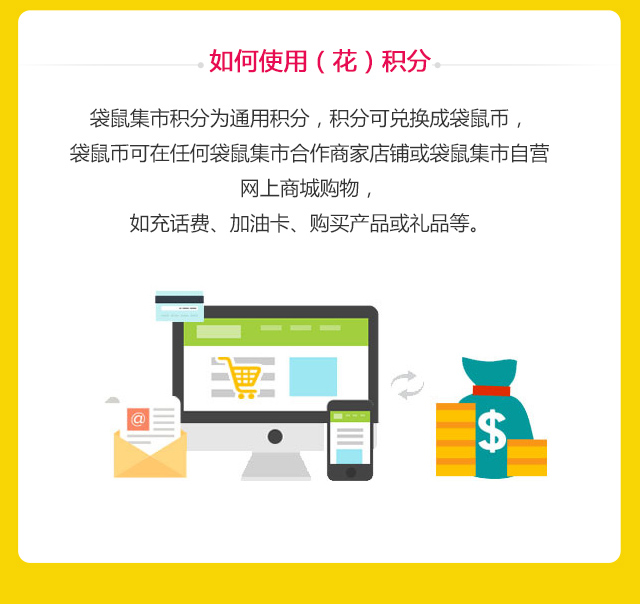 如何使用（花）积分
袋鼠集市积分为通用积分，积分可兑换成袋鼠币，
袋鼠币可在任何袋鼠集市合作商家店铺或袋鼠集市自营
网上商城购物，
如充话费、加油卡、购买产品或礼品等。
@
$